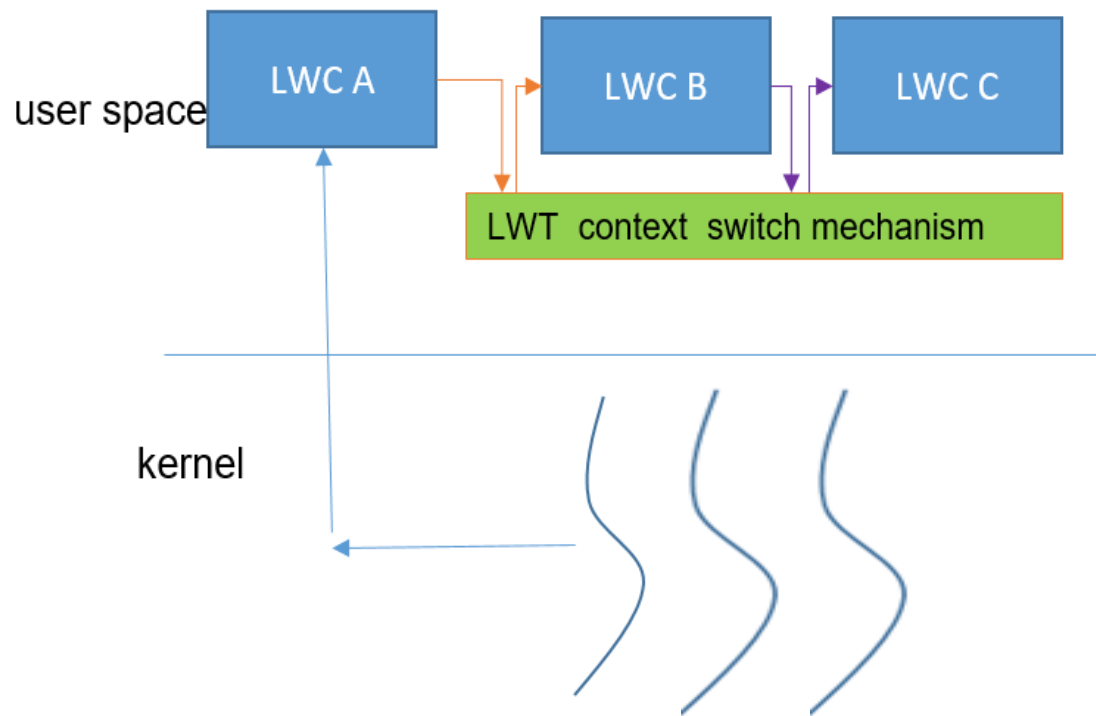 LWC A
LWC B
LWC C
user space
LWT context switch mechanism
kernel